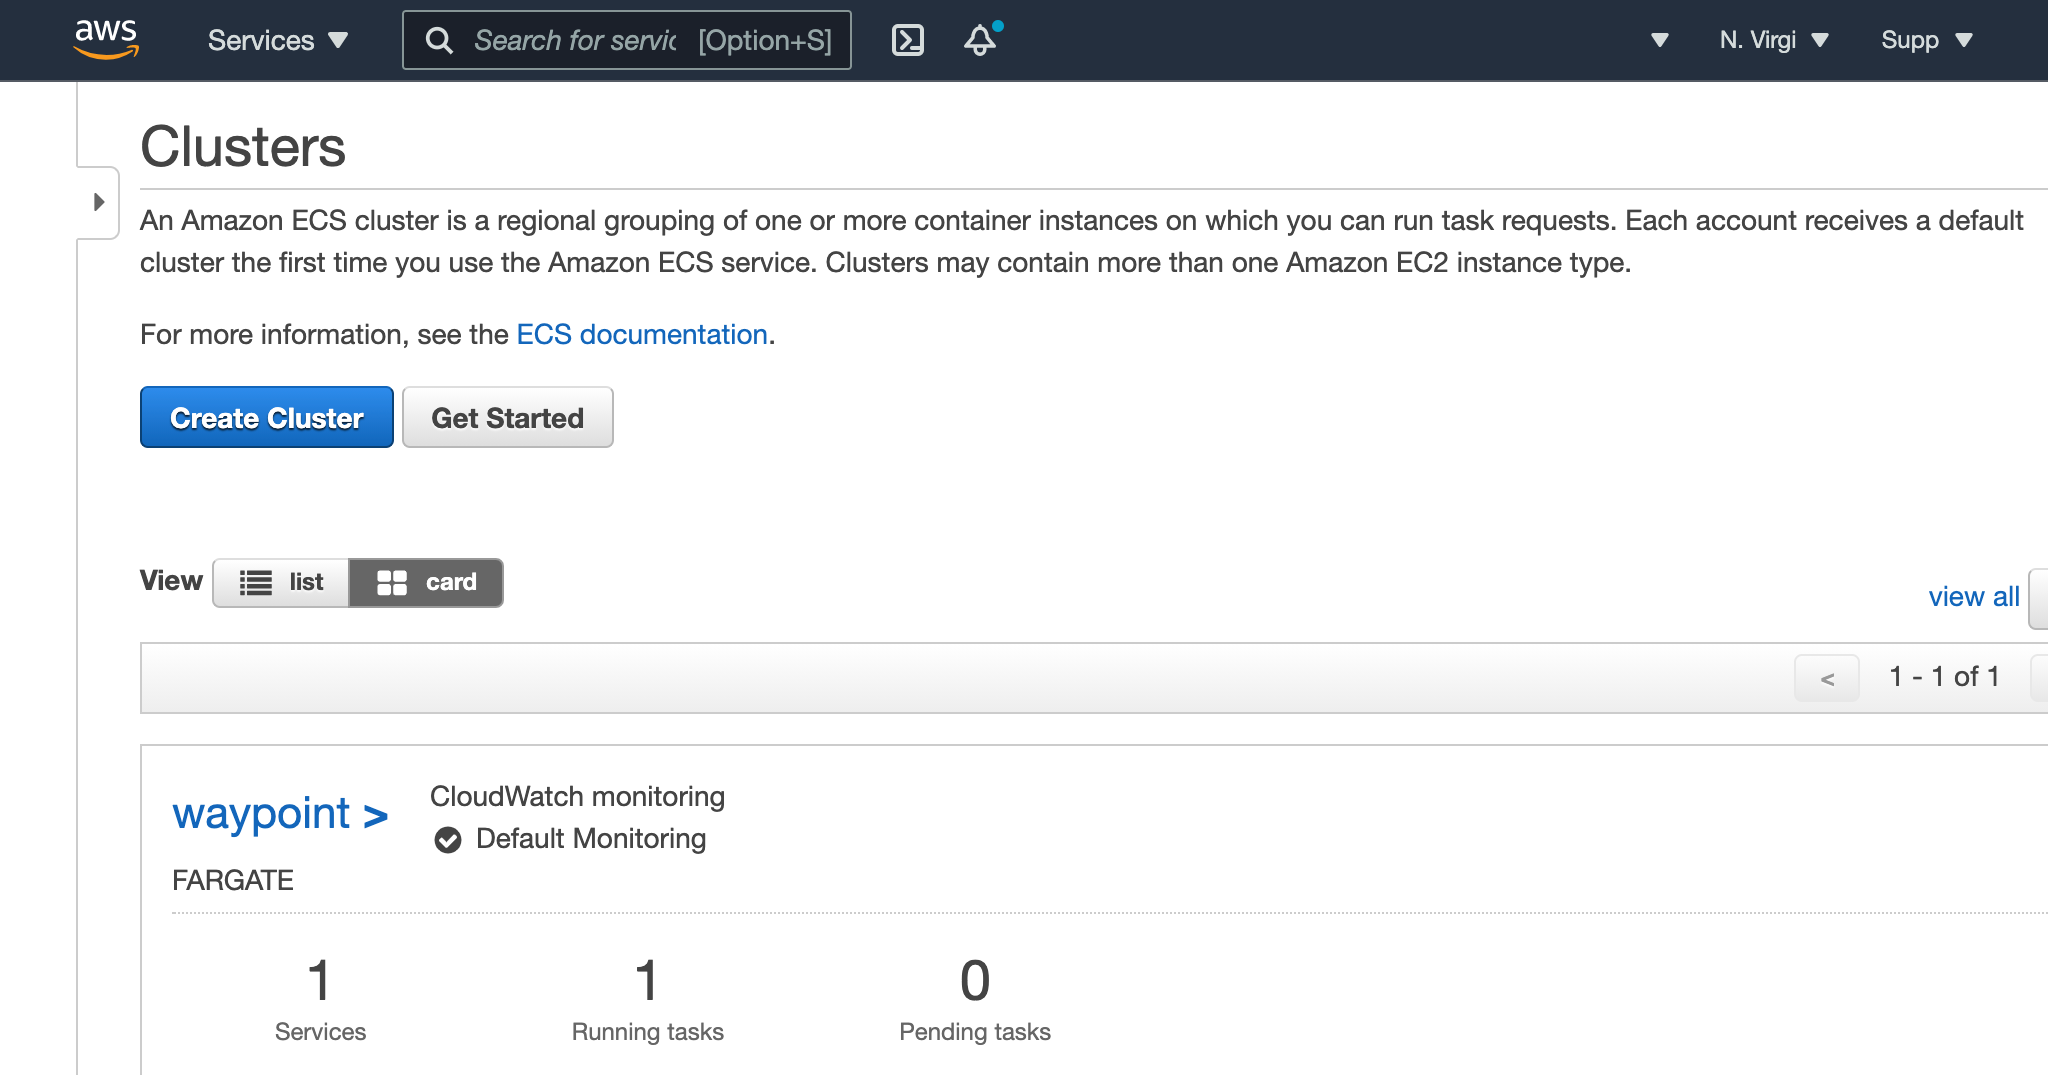 aws Services Search for servic [Option+S] N. Virgi Supp
Clusters
An Amazon ECS cluster is a regional grouping of one or more container instances on which you can run task requests. Each account receives a default
cluster the first time you use the Amazon ECS service. Clusters may contain more than one Amazon EC2 instance type.
For more information, see the ECS documentation.
Create Cluster Get Started
View list card
view all
< 1 - 1 of 1
waypoint >
CloudWatch monitoring
Default Monitoring
FARGATE
1 1 0
Services Running tasks Pending tasks